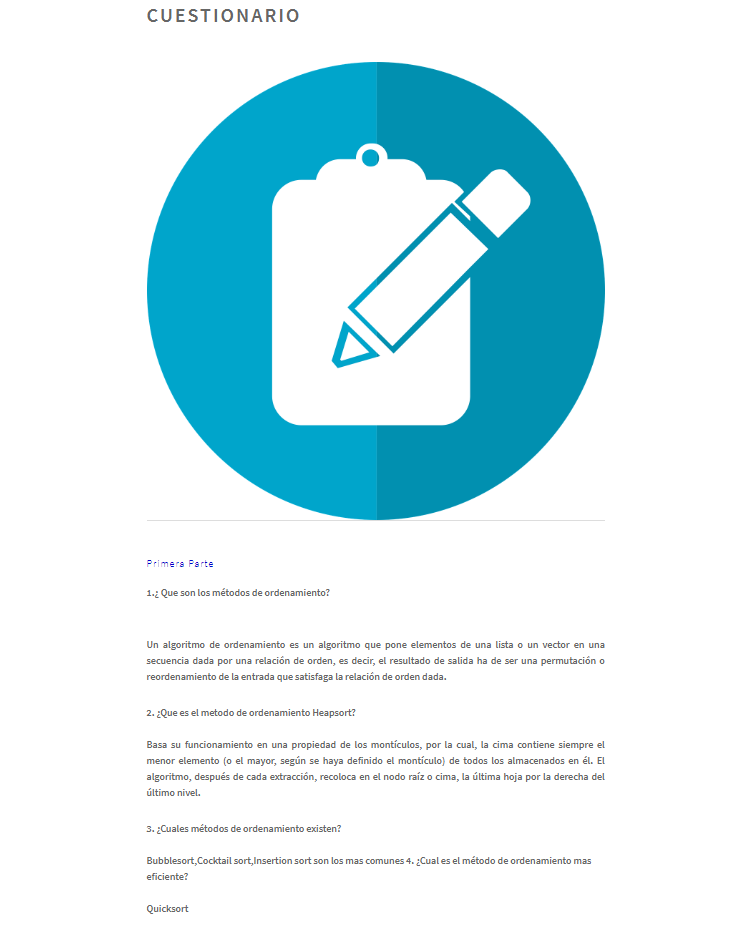 CUESTIONARIO
Primera Parte
1.¿ Que son los métodos de ordenamiento?
Un algoritmo de ordenamiento es un algoritmo que pone elementos de una lista o un vector en una
secuencia dada por una relación de orden, es decir, el resultado de salida ha de ser una permutación o
reordenamiento de la entrada que satisfaga la relación de orden dada.
2. ¿Que es el metodo de ordenamiento Heapsort?
Basa su funcionamiento en una propiedad de los montículos, por la cual, la cima contiene siempre el
menor elemento (o el mayor, según se haya definido el montículo) de todos los almacenados en él. El
algoritmo, después de cada extracción, recoloca en el nodo raíz o cima, la última hoja por la derecha del
último nivel.
3. ¿Cuales métodos de ordenamiento existen?
Bubblesort,Cocktail sort,Insertion sort son los mas comunes 4. ¿Cual es el método de ordenamiento mas
eficiente?
Quicksort